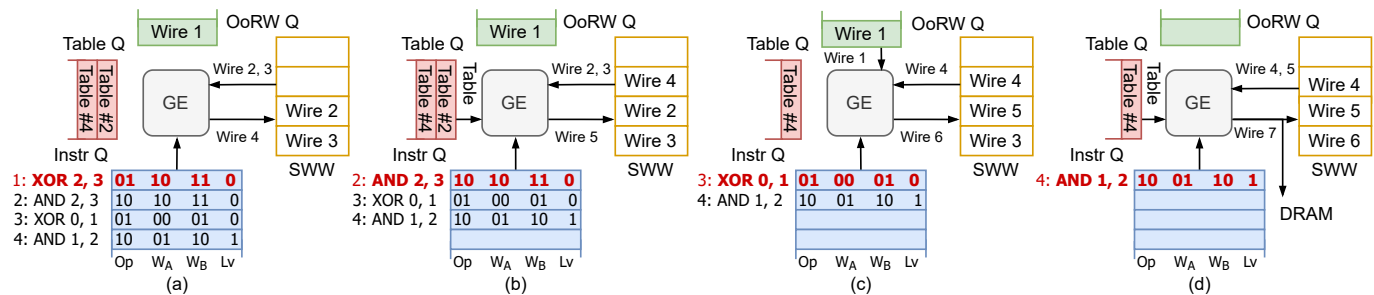 Wire 1
OoRW Q
Table Q
Table #4
Table #2
GE
Wire 2, 3
Wire 4
Wire 2
Wire 3
SWW
Instr Q
1: XOR 2, 3 01 10 11 0
2: AND 2, 3 10 10 11 0
3: XOR 0, 1 01 00 01 0
4: AND 1, 2 10 01 10 1
Op WA WB Lv
(a)
Wire 1
OoRW Q
Table Q
Table #4
Table #2
Table
GE
Wire 2, 3
Wire 5
Wire 4
Wire 2
Wire 3
SWW
Instr Q
2: AND 2, 3 10 10 11 0
3: XOR 0, 1 01 00 01 0
4: AND 1, 2 10 01 10 1
Op WA WB Lv
(b)
Wire 1
OoRW Q
Table Q
Table #4
Wire 1
GE
Wire 4
Wire 6
Wire 4
Wire 5
Wire 3
SWW
Instr Q
3: XOR 0, 1 01 00 01 0
4: AND 1, 2 10 01 10 1
Op WA WB Lv
(c)
OoRW Q
Table Q
Table #4
Table
GE
Wire 4, 5
Wire 7
Wire 4
Wire 5
Wire 6
SWW
DRAM
Instr Q
4: AND 1, 2 10 01 10 1
Op WA WB Lv
(d)